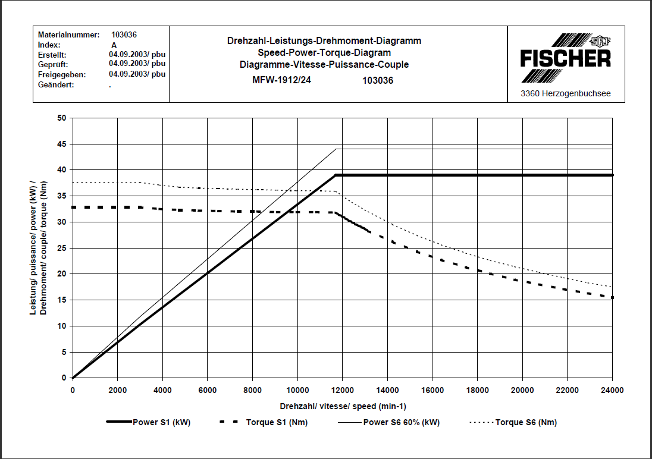 Materialnummer: 103036
Index: A
Erstellt: 04.09.2003/ pbu
Geprüft: 04.09.2003/ pbu
Freigegeben: 04.09.2003/ pbu
Geändert: .
Drehzahl-Leistungs-Drehmoment-Diagramm
Speed-Power-Torque-Diagram
Diagramme-Vitesse-Puissance-Couple
MFW-1912/24 103036
FISCHER
3360 Herzogenbuchsee
Leistung/ puissance/ power (kW) /
Drehmoment/ couple/ torque (Nm)
50
45
40
35
30
25
20
15
10
5
0
0 2000 4000 6000 8000 10000 12000 14000 16000 18000 20000 22000 24000
Drehzahl/ vitesse/ speed (min-1)
Power S1 (kW) Torque S1 (Nm) Power S6 60% (kW) Torque S6 (Nm)